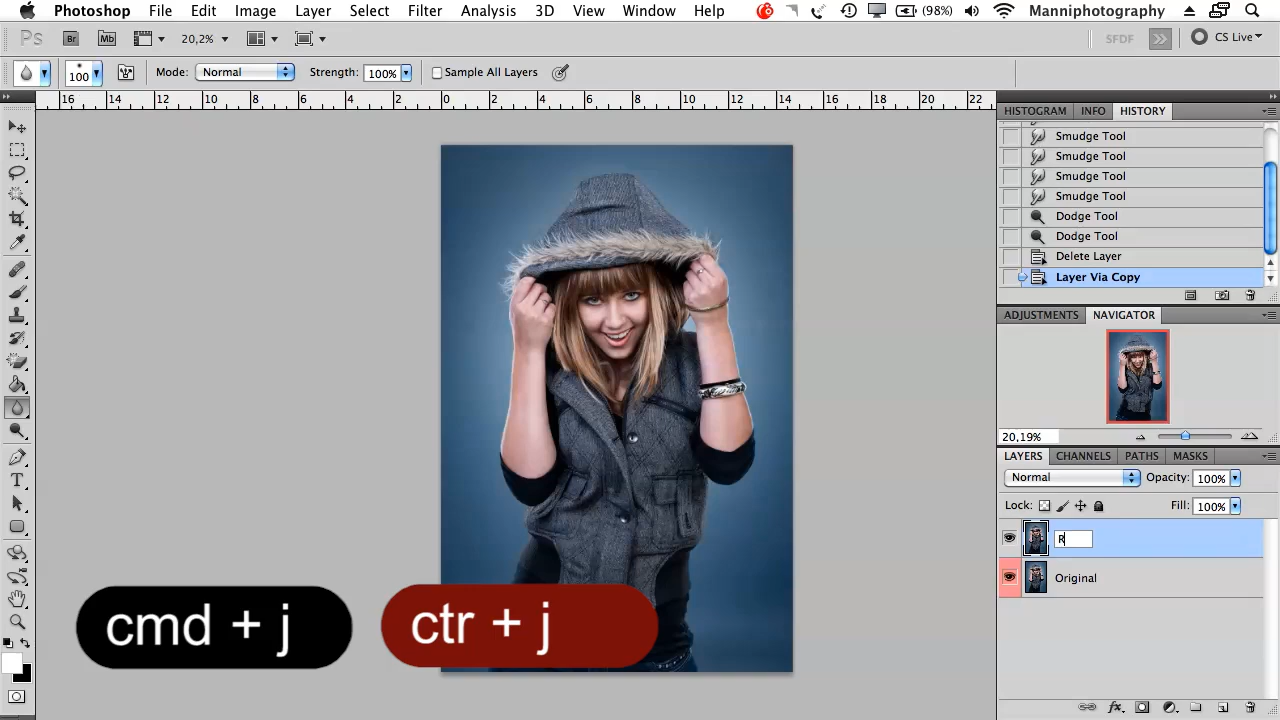 Photoshop File Edit Image Layer Select Filter Analysis 3D View Window Help (98%) Manniphotography
Ps Br Mb 20,2% SFDF CS Live
100 Mode: Normal Strength: 100% Sample All Layers
16 14 12 10 8 6 4 2 0 2 4 6 8 10 12 14 16 18 20 22
HISTOGRAM INFO HISTORY
Smudge Tool
Smudge Tool
Smudge Tool
Smudge Tool
Dodge Tool
Dodge Tool
Delete Layer
Layer Via Copy
ADJUSTMENTS NAVIGATOR
20,19%
LAYERS CHANNELS PATHS MASKS
Normal Opacity: 100%
Lock: Fill: 100%
R
Original
cmd + j ctr + j